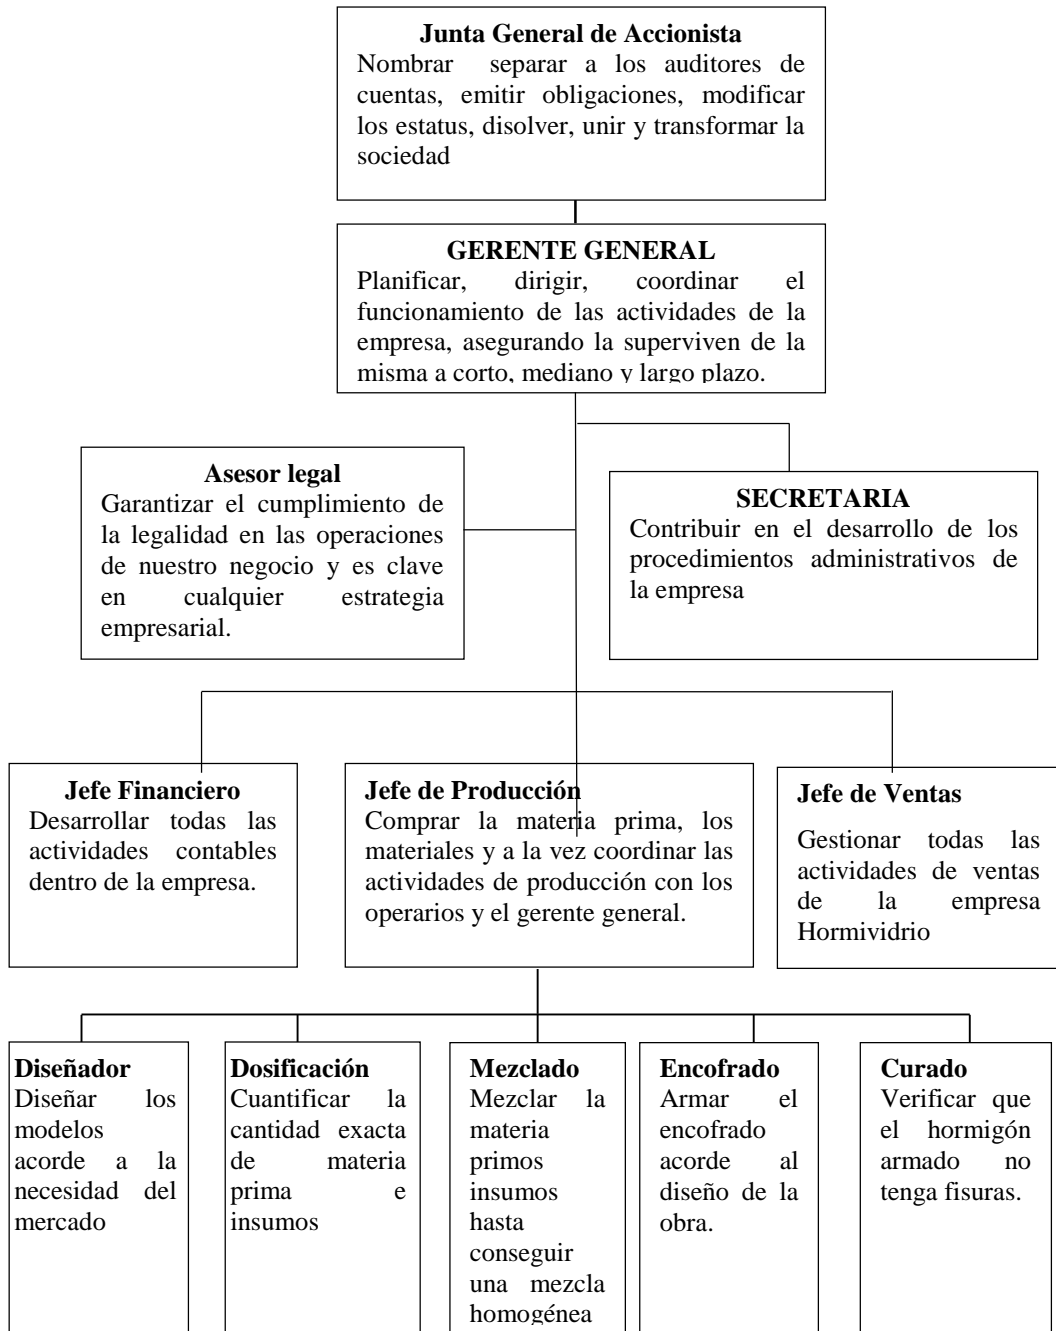 Junta General de Accionista
Nombrar separar a los auditores de
cuentas, emitir obligaciones, modificar
los estatus, disolver, unir y transformar la
sociedad
GERENTE GENERAL
Planificar, dirigir, coordinar el
funcionamiento de las actividades de la
empresa, asegurando la superviven de la
misma a corto, mediano y largo plazo.
Asesor legal
Garantizar el cumplimiento de
la legalidad en las operaciones
de nuestro negocio y es clave
en cualquier estrategia
empresarial.
SECRETARIA
Contribuir en el desarrollo de los
procedimientos administrativos de
la empresa
Jefe Financiero
Desarrollar todas las
actividades contables
dentro de la empresa.
Jefe de Producción
Comprar la materia prima, los
materiales y a la vez coordinar las
actividades de producción con los
operarios y el gerente general.
Jefe de Ventas
Gestionar todas las
actividades de ventas
de la empresa
Hormividrio
Diseñador
Diseñar los
modelos
acorde a la
necesidad del
mercado
Dosificación
Cuantificar la
cantidad exacta
de materia
prima e
insumos
Mezclado
Mezclar la
materia
primos
insumos
hasta
conseguir
una mezcla
homogénea
Encofrado
Armar el
encofrado
acorde al
diseño de la
obra.
Curado
Verificar que
el hormigón
armado no
tenga fisuras.